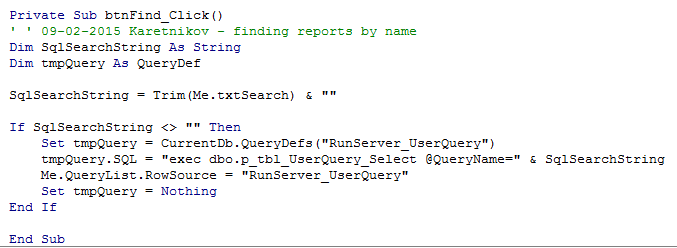 Private Sub btnFind_Click()
' ' 09-02-2015 Karetnikov - finding reports by name
Dim SqlSearchString As String
Dim tmpQuery As QueryDef
SqlSearchString = Trim(Me.txtSearch) & ""
If SqlSearchString <> "" Then
Set tmpQuery = CurrentDb.QueryDefs("RunServer_UserQuery")
tmpQuery.SQL = "exec dbo.p_tbl_UserQuery_Select @QueryName=" & SqlSearchString
Me.QueryList.RowSource = "RunServer_UserQuery"
Set tmpQuery = Nothing
End If
End Sub